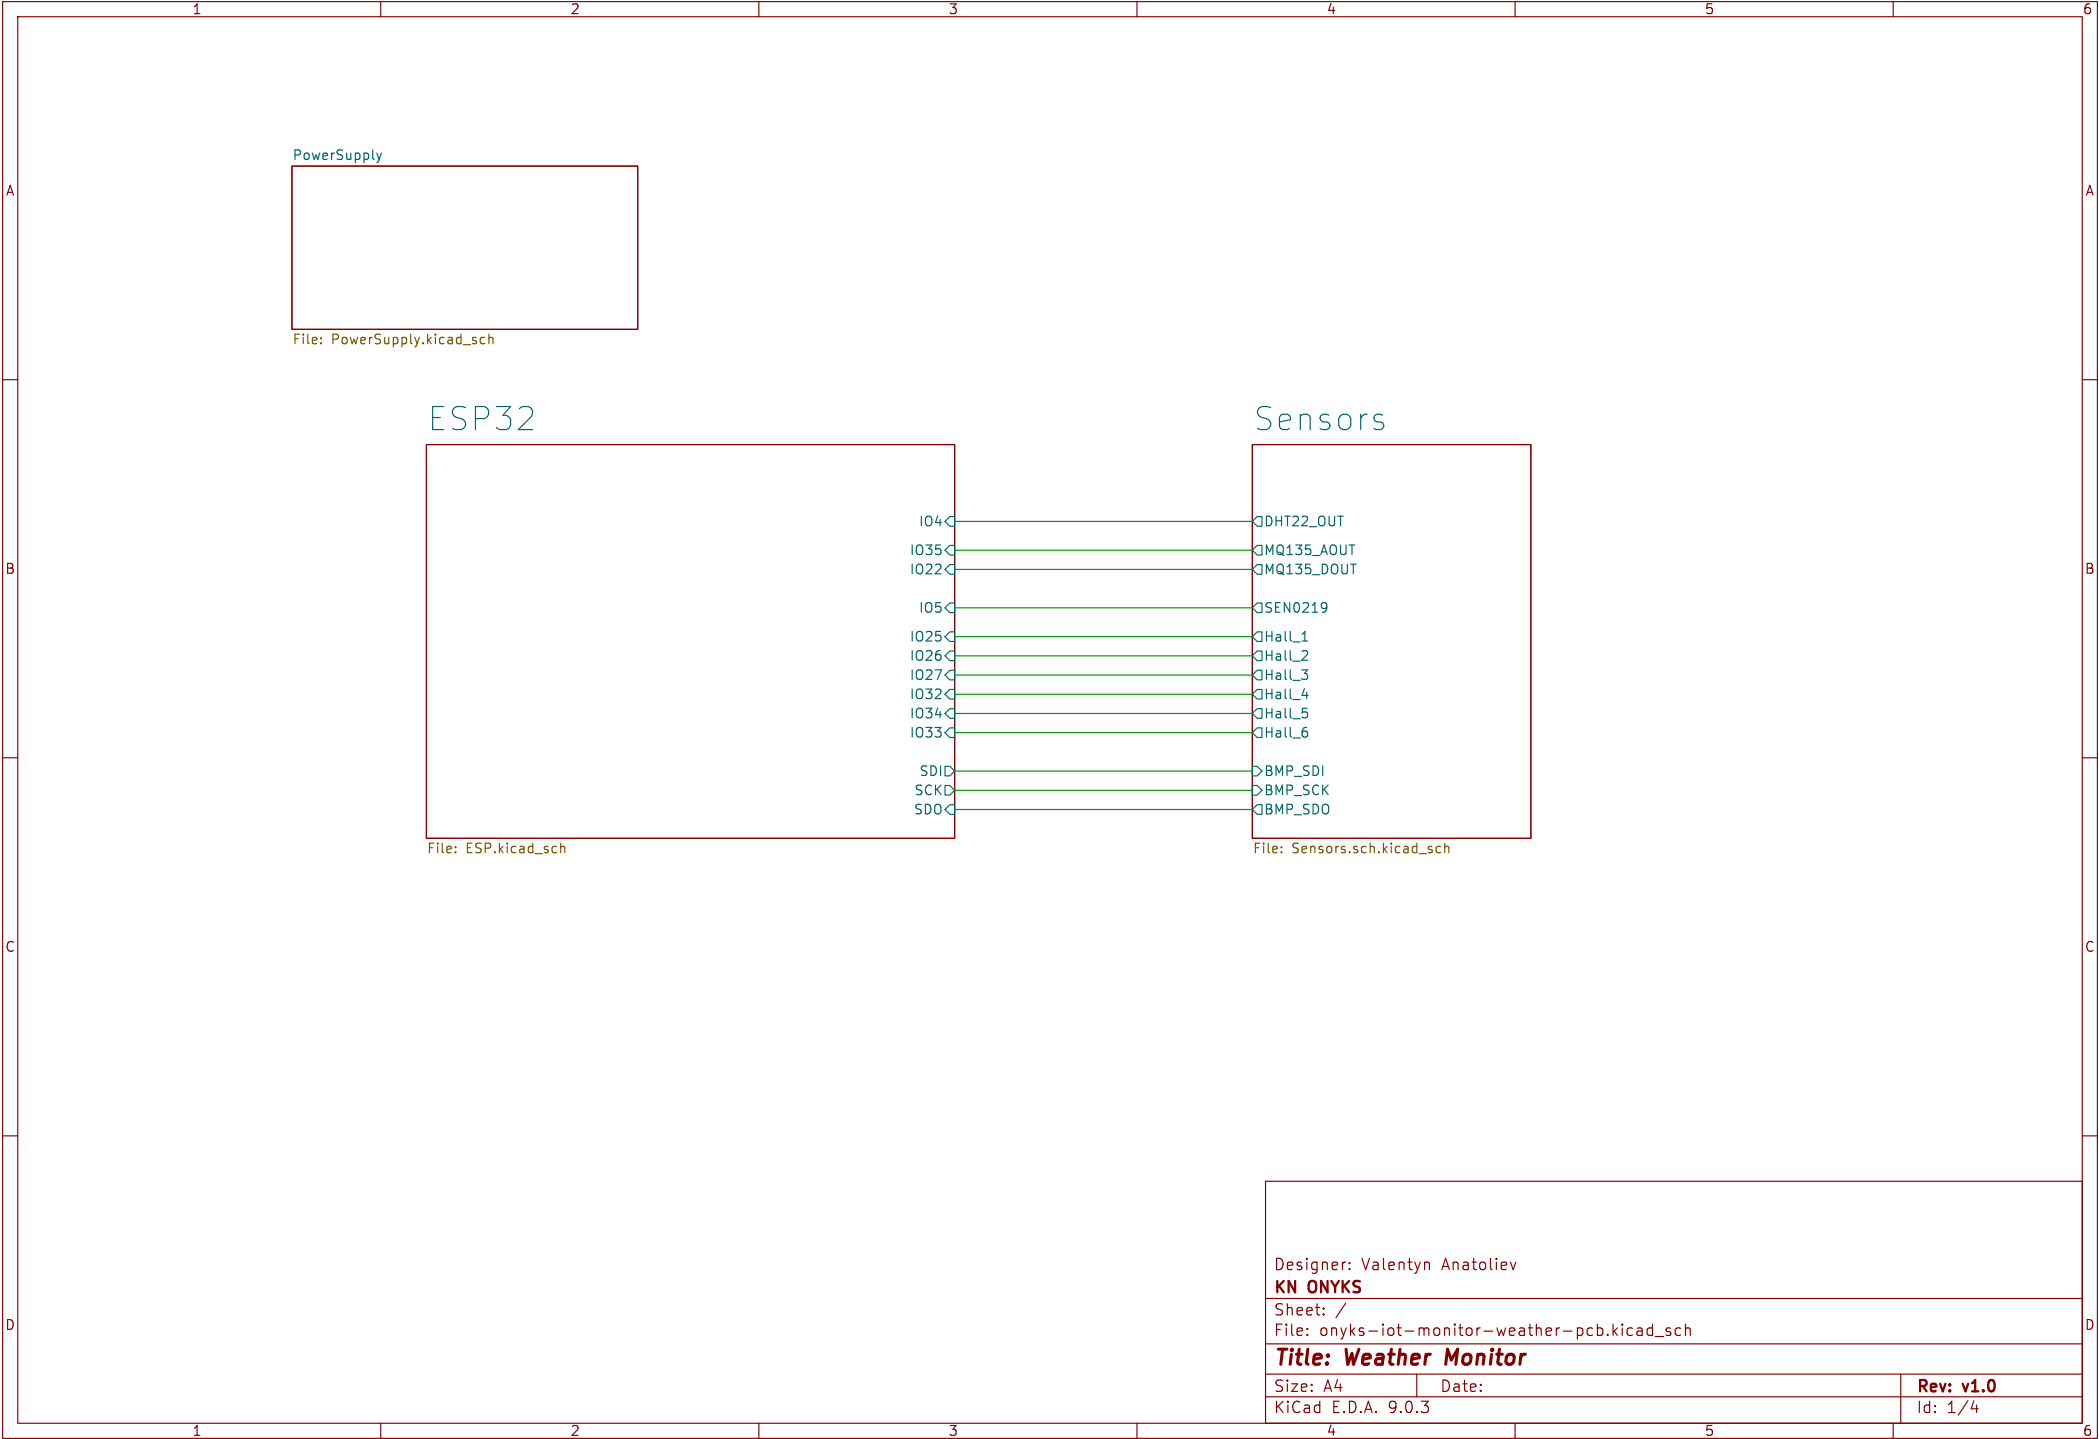 1 2 3 4 5 6
A A
PowerSupply
File: PowerSupply.kicad_sch
ESP32 Sensors
IO4 DHT22_OUT
IO35 MQ135_AOUT
B IO22 MQ135_DOUT B
IO5 SEN0219
IO25 Hall_1
IO26 Hall_2
IO27 Hall_3
IO32 Hall_4
IO34 Hall_5
IO33 Hall_6
SDI BMP_SDI
SCK BMP_SCK
SDO BMP_SDO
File: ESP.kicad_sch File: Sensors.sch.kicad_sch
C C
Designer: Valentyn Anatoliev
KN ONYKS
Sheet: /
D File: onyks-iot-monitor-weather-pcb.kicad_sch D
Title: Weather Monitor
Size: A4 Date: Rev: v1.0
KiCad E.D.A. 9.0.3 Id: 1/4
1 2 3 4 5 6